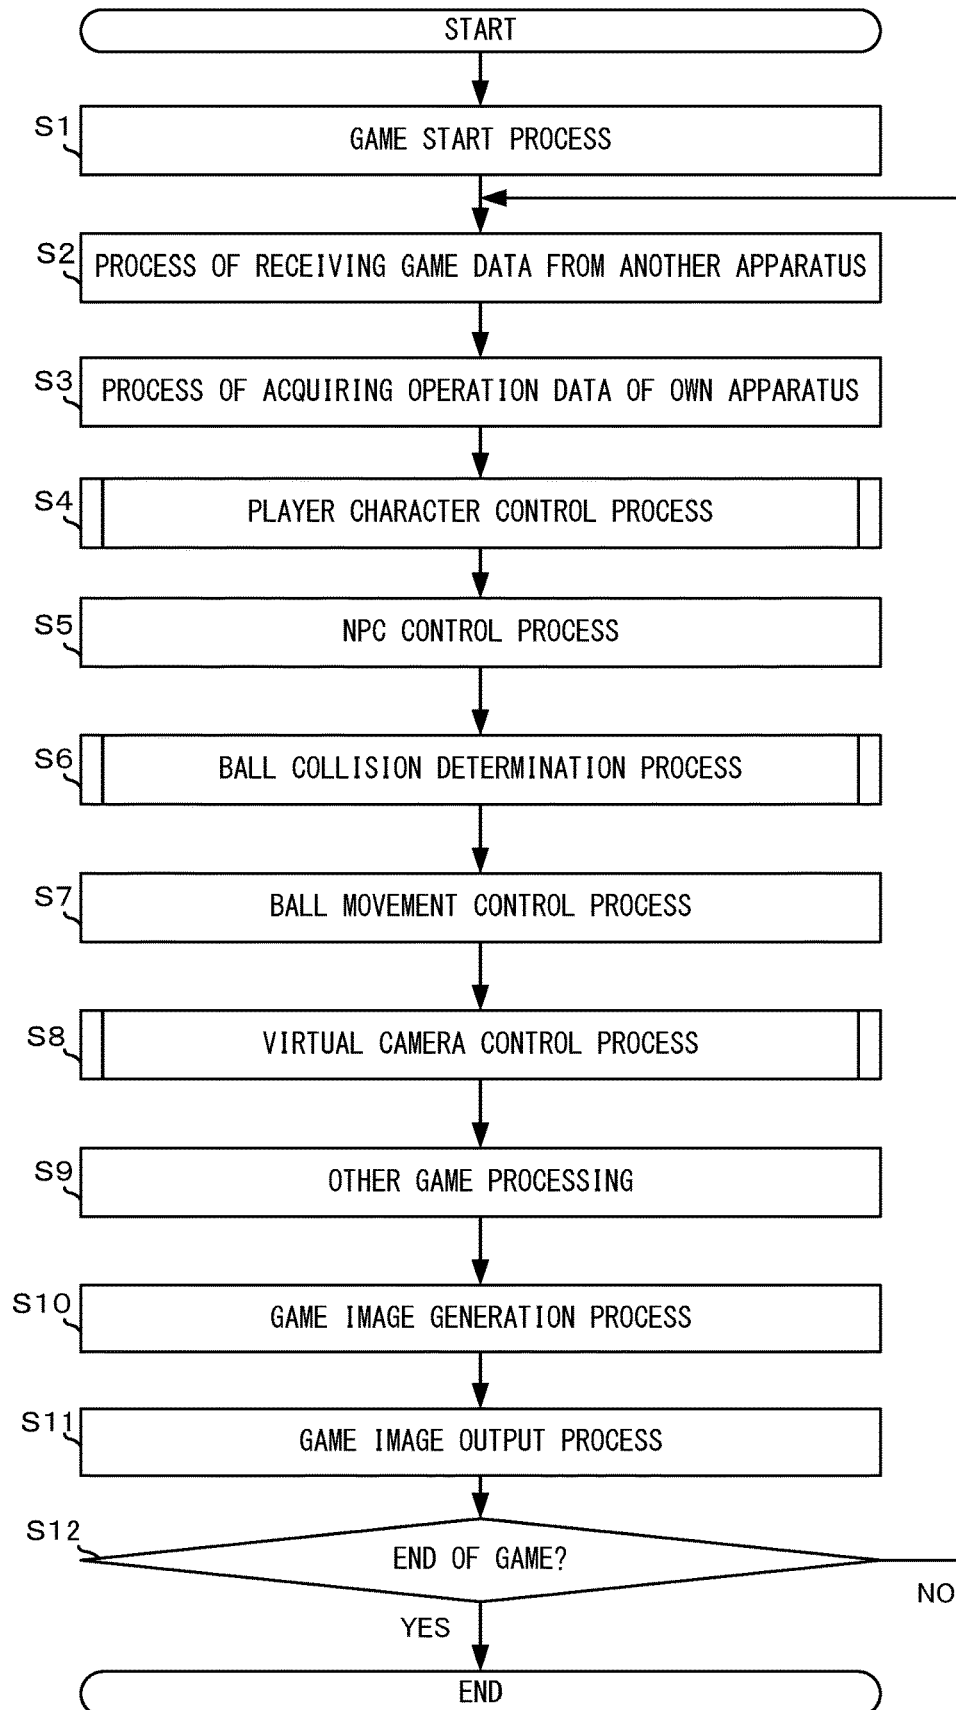 START
S1
GAME START PROCESS
S2
PROCESS OF RECEIVING GAME DATA FROM ANOTHER APPARATUS
S3
PROCESS OF ACQUIRING OPERATION DATA OF OWN APPARATUS
S4
PLAYER CHARACTER CONTROL PROCESS
S5
NPC CONTROL PROCESS
S6
BALL COLLISION DETERMINATION PROCESS
S7
BALL MOVEMENT CONTROL PROCESS
S8
VIRTUAL CAMERA CONTROL PROCESS
S9
OTHER GAME PROCESSING
S10
GAME IMAGE GENERATION PROCESS
S11
GAME IMAGE OUTPUT PROCESS
S12
END OF GAME?
NO
YES
END